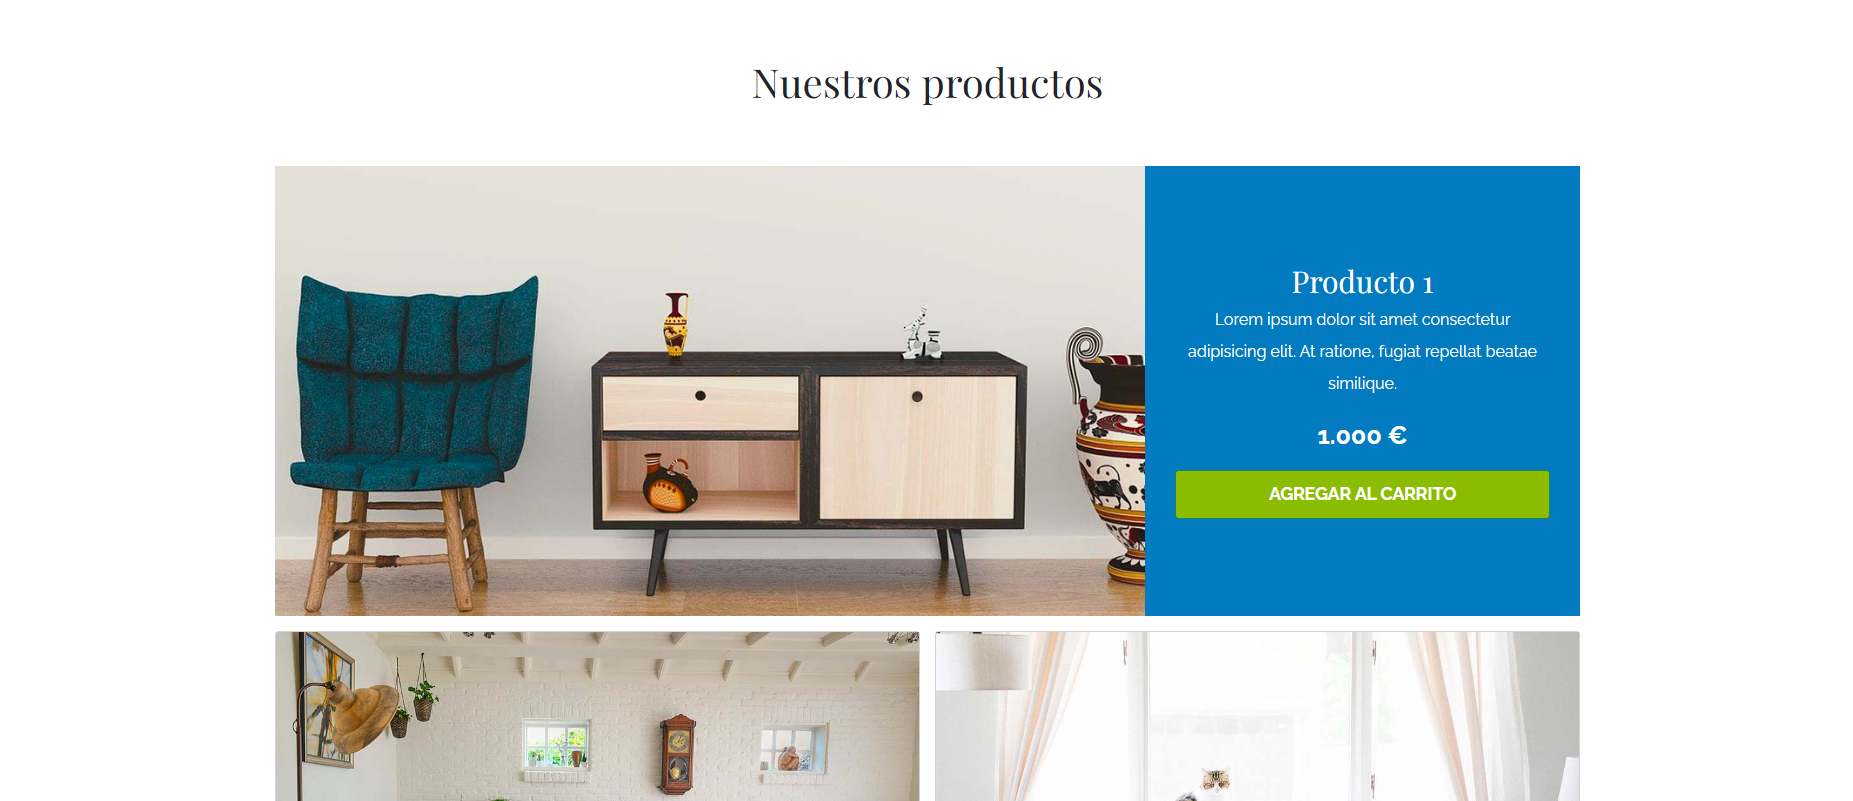 Nuestros productos
Producto 1
Lorem ipsum dolor sit amet consectetur
adipisicing elit. At ratione, fugiat repellat beatae
similique.
1.000 €
AGREGAR AL CARRITO